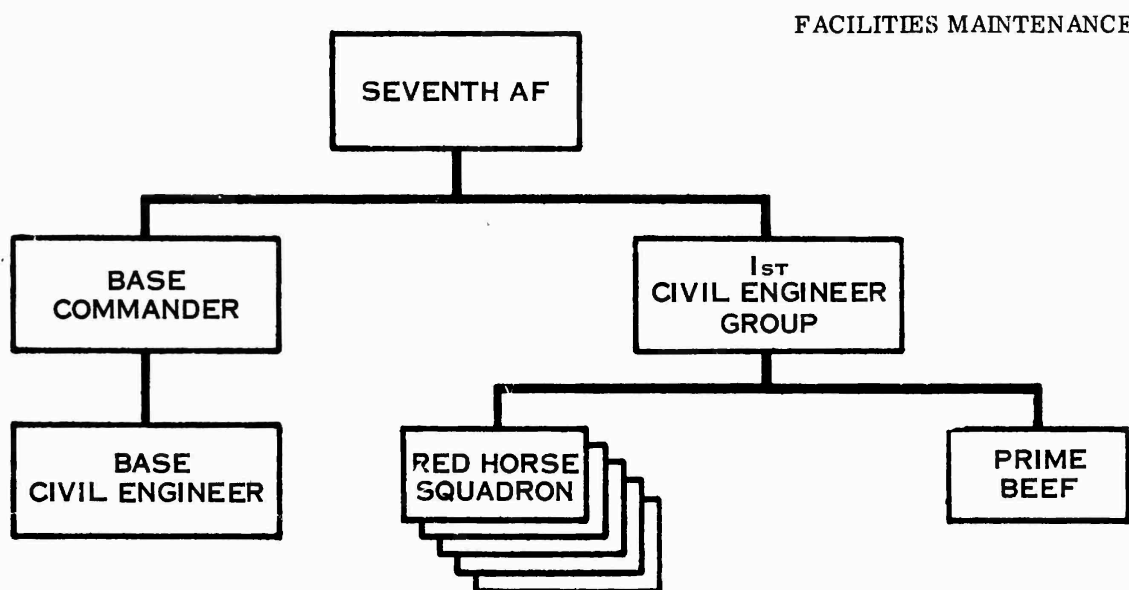 FACILITIES MAINTENANCE
SEVENTH AF
BASE
COMMANDER
1ST
CIVIL ENGINEER
GROUP
BASE
CIVIL ENGINEER
RED HORSE
SQUADRON
PRIME
BEEF